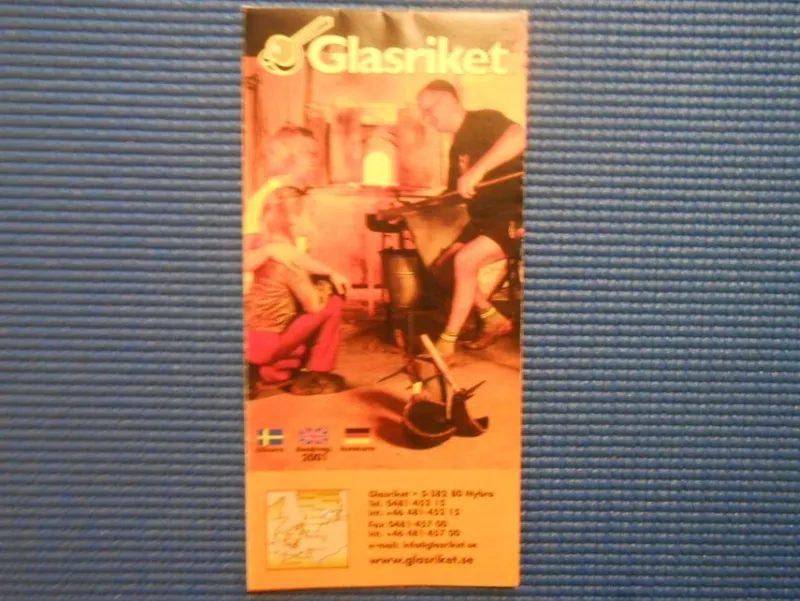 Glasriket
2001
Glasriket • S-382 80 Nybro
Tel. 0481-452 15
int. +46 481-452 15
Fax 0481-457 00
int. +46 481-457 00
e-mail: info@glasriket.se
www.glasriket.se